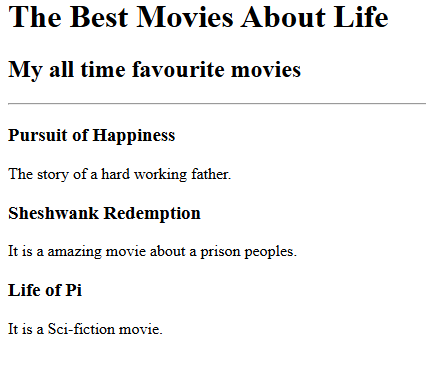 The Best Movies About Life
My all time favourite movies
Pursuit of Happiness
The story of a hard working father.
Sheshwank Redemption
It is a amazing movie about a prison peoples.
Life of Pi
It is a Sci-fiction movie.